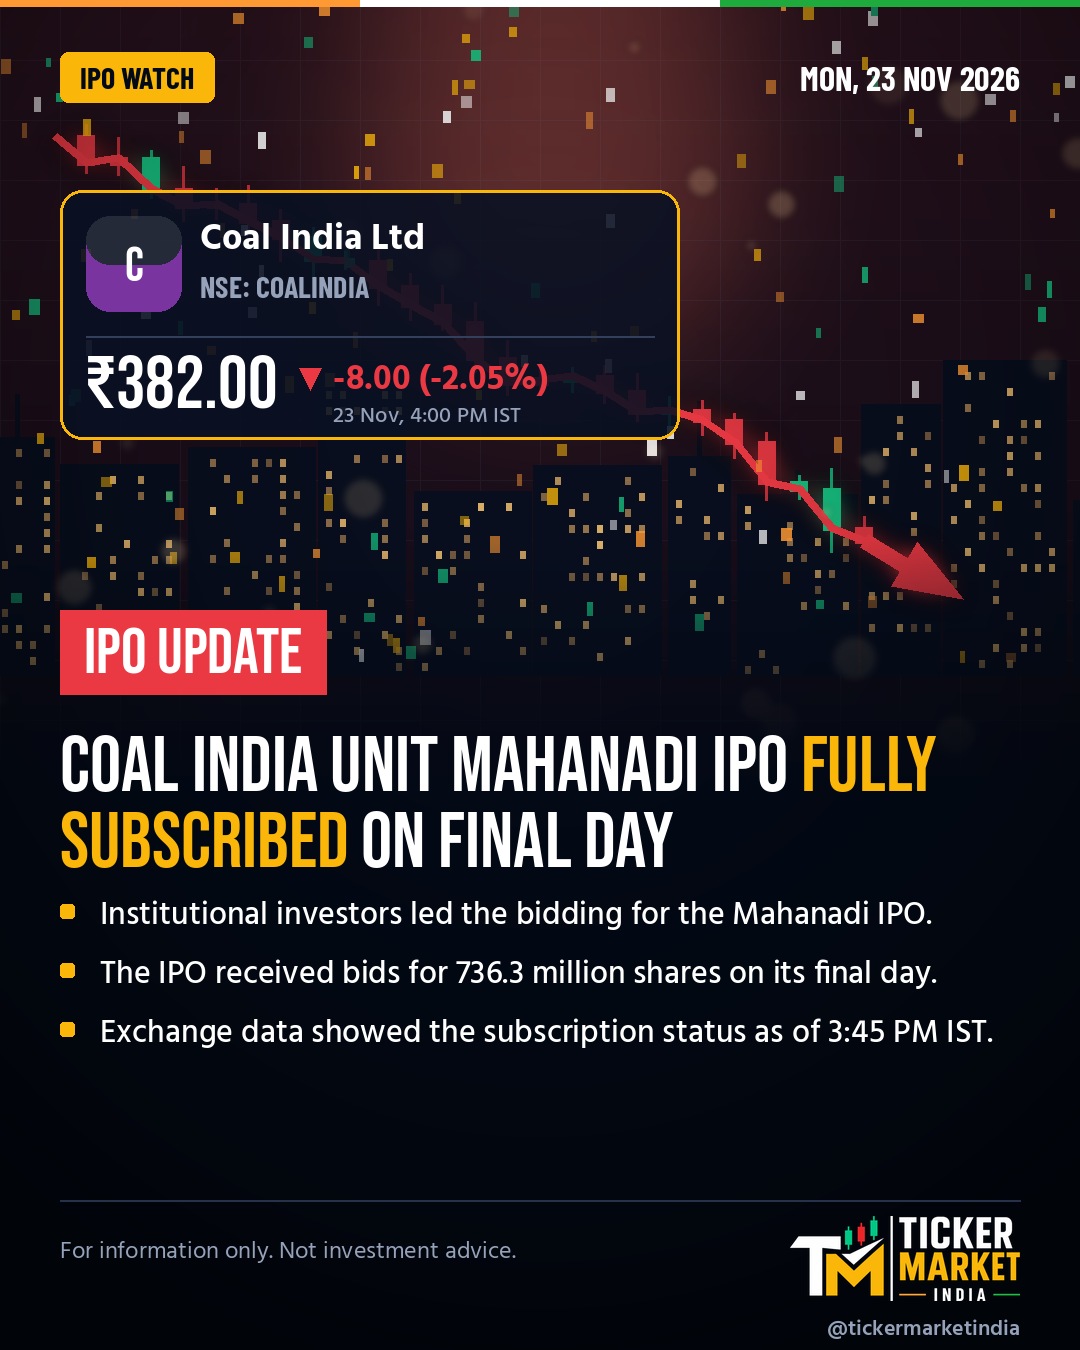 IPO WATCH
MON, 23 NOV 2026
C
Coal India Ltd
NSE: COALINDIA
₹382.00
-8.00 (-2.05%)
23 Nov, 4:00 PM IST
IPO UPDATE
COAL INDIA UNIT MAHANADI IPO FULLY
SUBSCRIBED ON FINAL DAY
Institutional investors led the bidding for the Mahanadi IPO.
The IPO received bids for 736.3 million shares on its final day.
Exchange data showed the subscription status as of 3:45 PM IST.
For information only. Not investment advice.
TM
TICKER
MARKET
INDIA
@tickermarketindia